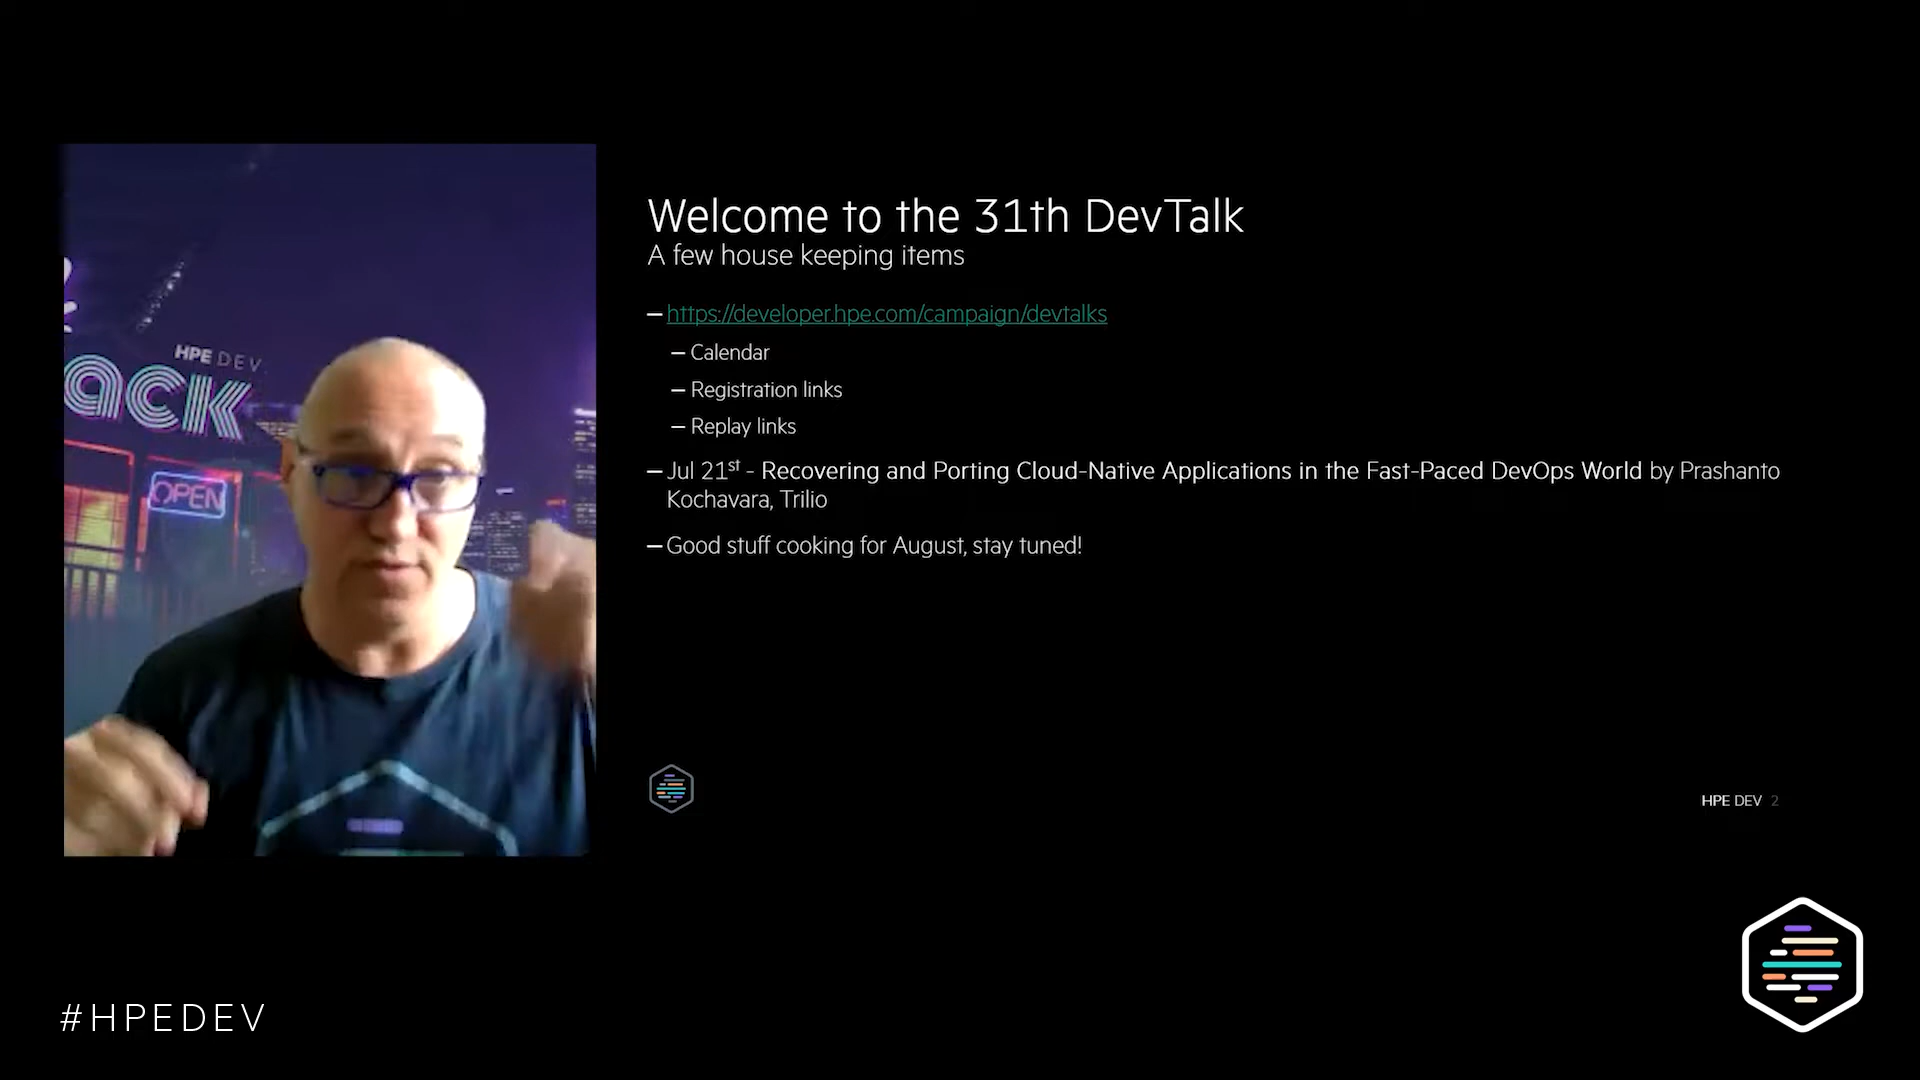 Welcome to the 31th DevTalk
A few house keeping items
– https://developer.hpe.com/campaign/devtalks
– Calendar
– Registration links
– Replay links
– Jul 21st - Recovering and Porting Cloud-Native Applications in the Fast-Paced DevOps World by Prashanto
Kochavara, Trilio
– Good stuff cooking for August, stay tuned!
HPE DEV 2
HPE DEV
ack
OPEN
#HPEDEV